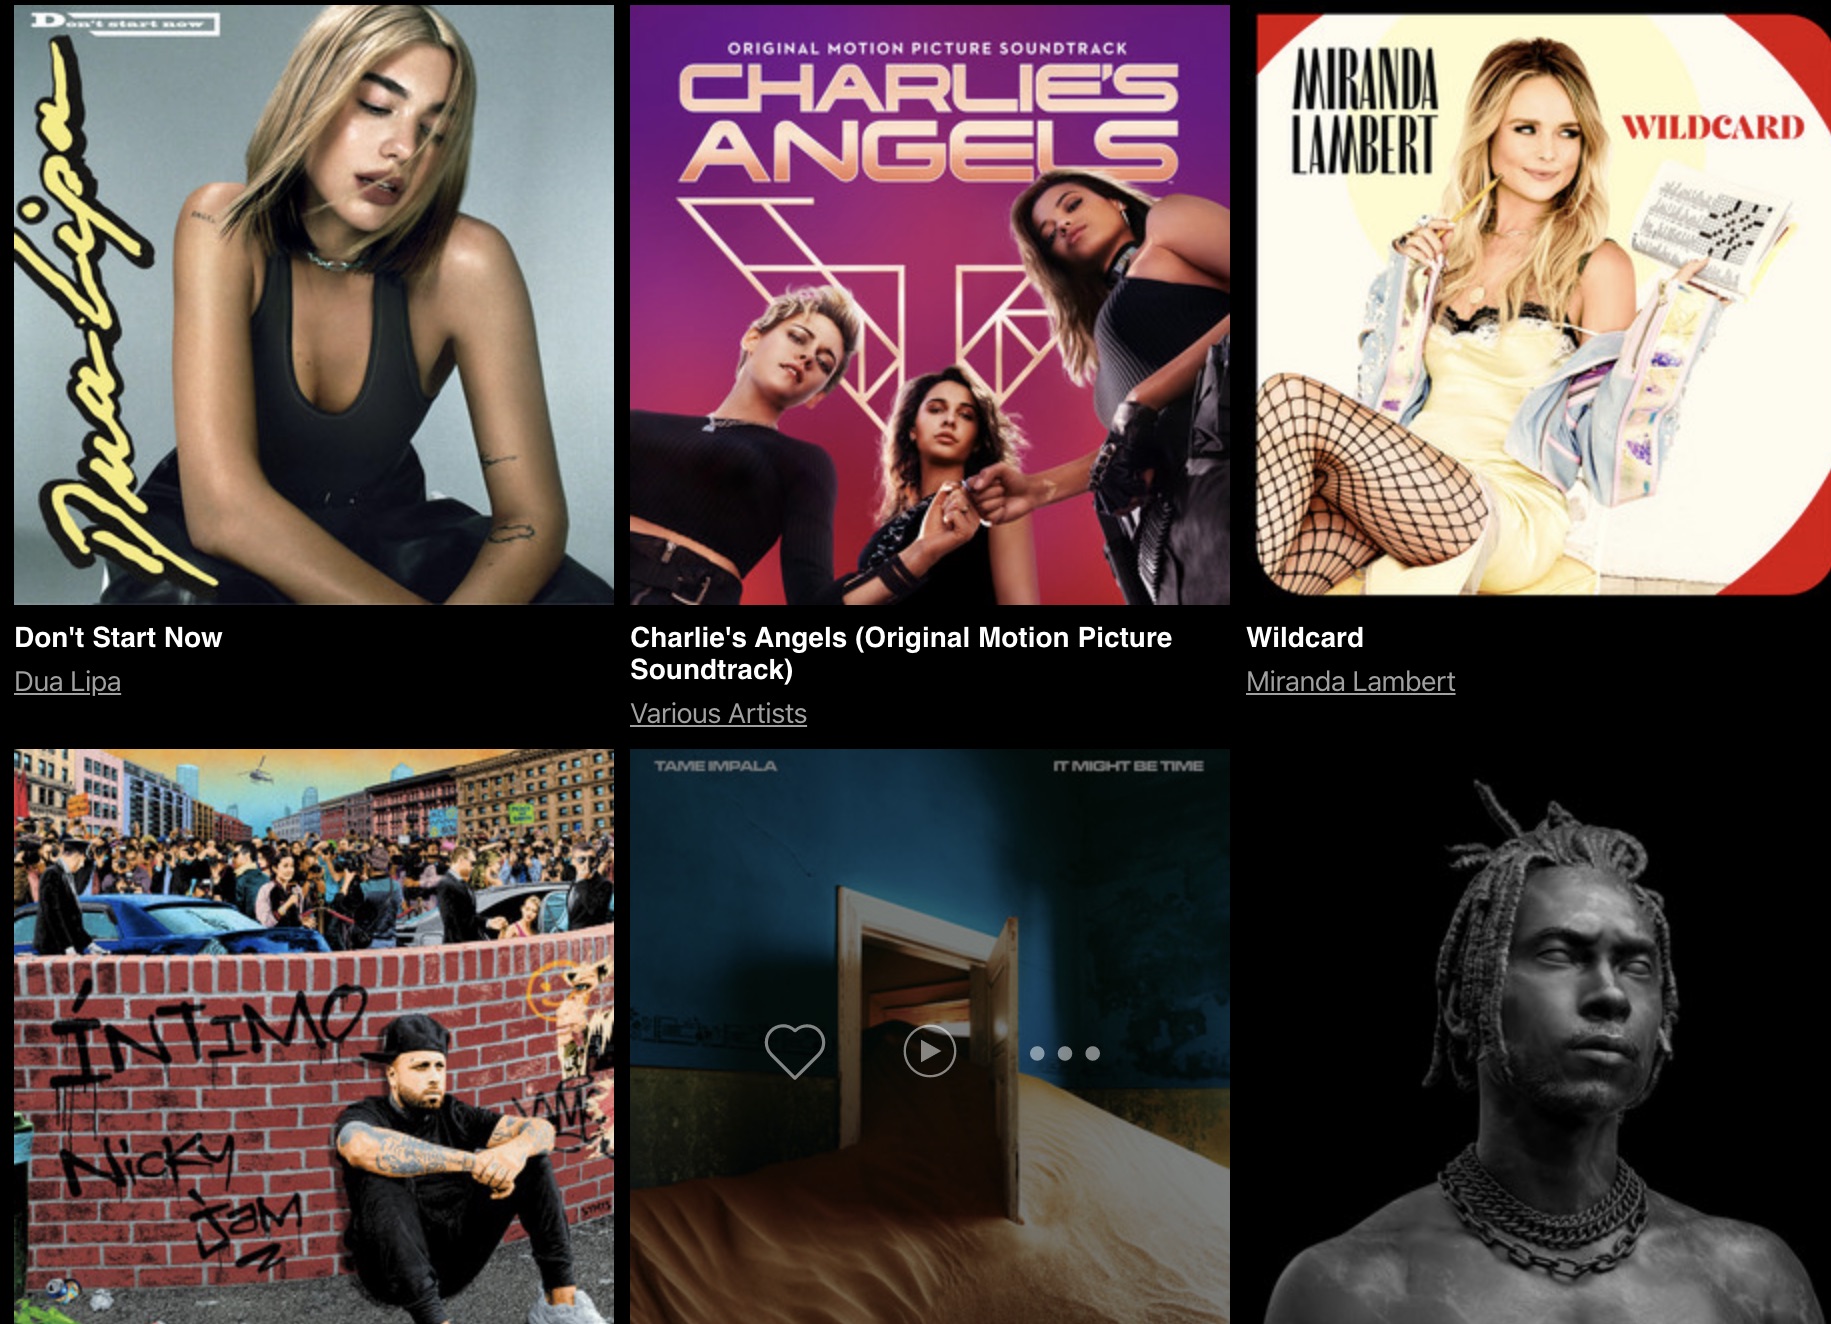 Don't start now
Dua Lipa
ORIGINAL MOTION PICTURE SOUNDTRACK
CHARLIE'S
ANGELS
MIRANDA
LAMBERT
WILDCARD
Don't Start Now
Dua Lipa
Charlie's Angels (Original Motion Picture
Soundtrack)
Various Artists
Wildcard
Miranda Lambert
ÍNTIMO
NICKY
JAM
TAME IMPALA
IT MIGHT BE TIME